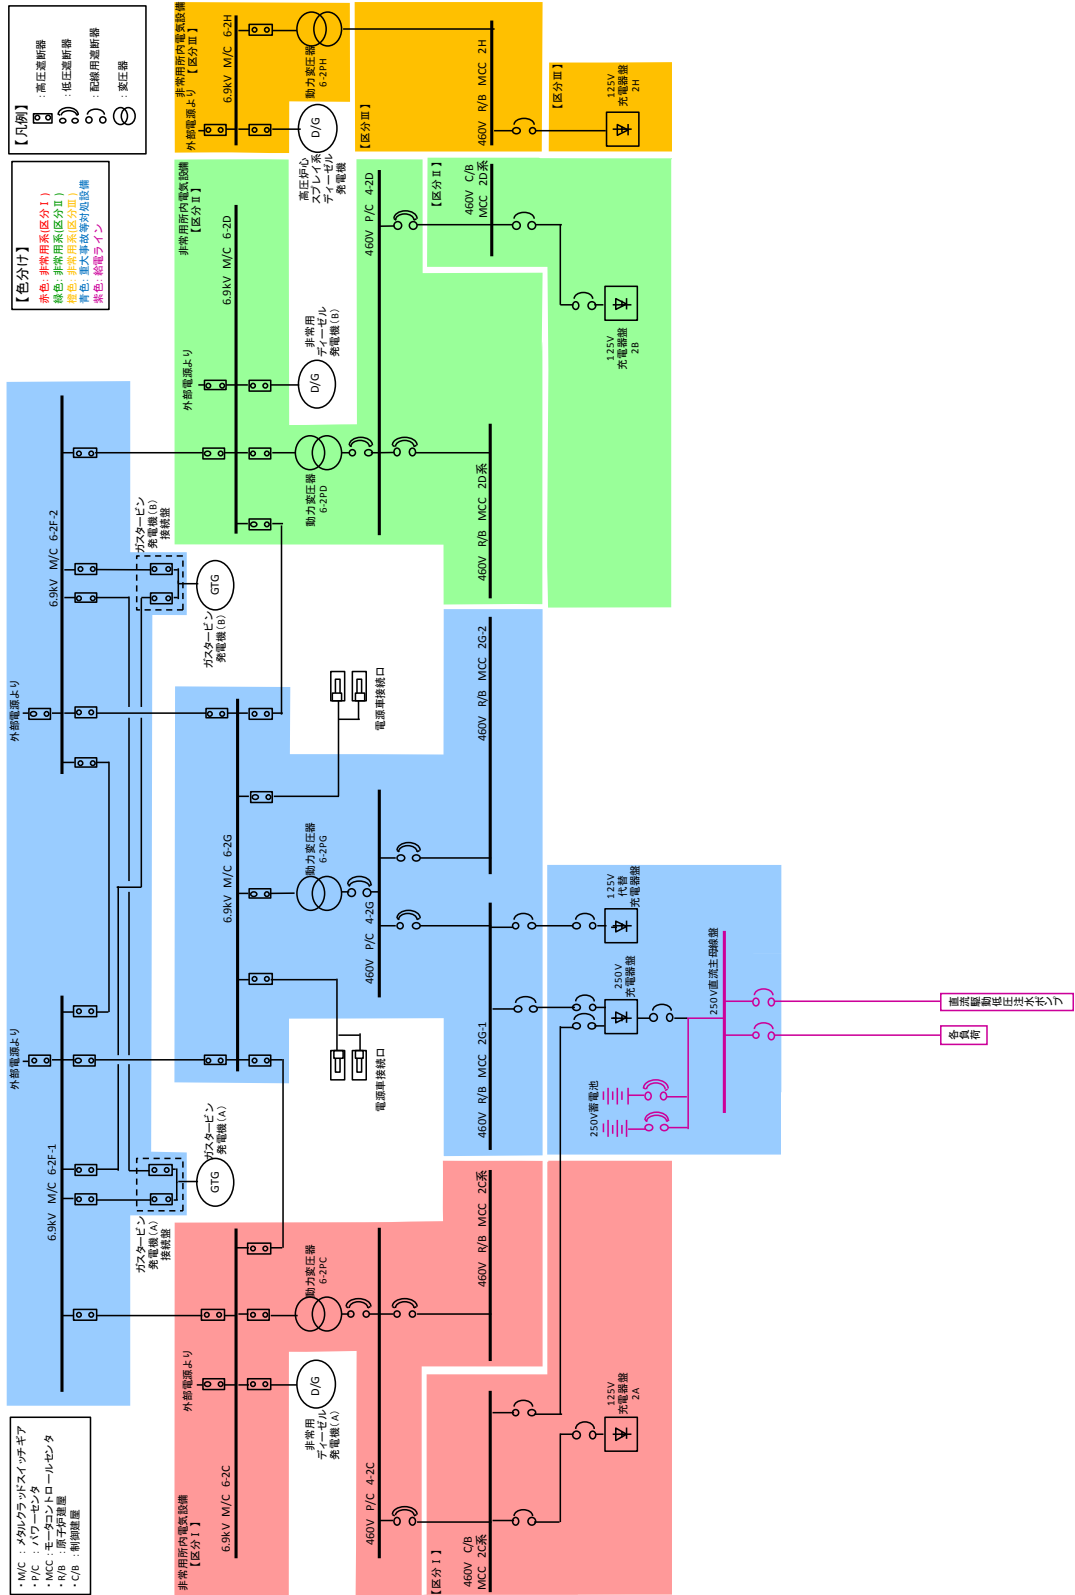 ・M/C ：メタルクラッドスイッチギア
・P/C ：パワーセンタ
・MCC：モータコントロールセンタ
・R/B ：原子炉建屋
・C/B ：制御建屋
【色分け】
赤色：非常用系(区分Ⅰ)
緑色：非常用系(区分Ⅱ)
橙色：非常用系(区分Ⅲ)
青色：重大事故等対処設備
紫色：給電ライン
【凡例】
：高圧遮断器
：低圧遮断器
：配線用遮断器
：変圧器
外部電源より
6.9kV M/C 6-2F-1
外部電源より
6.9kV M/C 6-2F-2
ガスタービン
発電機(A)
接続盤
GTG
ガスタービン
発電機(A)
ガスタービン
発電機(B)
接続盤
GTG
ガスタービン
発電機(B)
非常用所内電気設備
【区分Ⅰ】
外部電源より
6.9kV M/C 6-2C
D/G
非常用
ディーゼル
発電機(A)
動力変圧器
6-2PC
460V P/C 4-2C
460V R/B MCC 2C系
【区分Ⅰ】
460V C/B
MCC 2C系
125V
充電器盤
2A
6.9kV M/C 6-2G
電源車接続口
電源車接続口
動力変圧器
6-2PG
460V P/C 4-2G
460V R/B MCC 2G-1
460V R/B MCC 2G-2
250V
充電器盤
125V
代替
充電器盤
250V蓄電池
250V直流主母線盤
各負荷
直流駆動低圧注水ポンプ
非常用所内電気設備
【区分Ⅱ】
外部電源より
6.9kV M/C 6-2D
D/G
非常用
ディーゼル
発電機(B)
動力変圧器
6-2PD
460V P/C 4-2D
460V R/B MCC 2D系
【区分Ⅱ】
460V C/B
MCC 2D系
125V
充電器盤
2B
非常用所内電気設備
【区分Ⅲ】
外部電源より
6.9kV M/C 6-2H
D/G
高圧炉心
スプレイ系
ディーゼル
発電機
動力変圧器
6-2PH
【区分Ⅲ】
460V R/B MCC 2H
【区分Ⅲ】
125V
充電器盤
2H